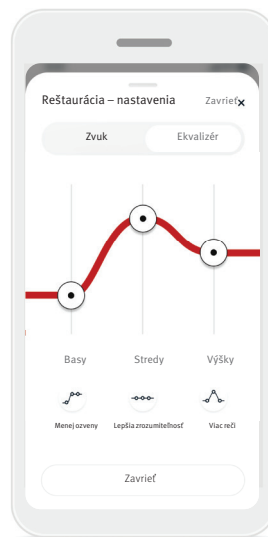 Reštaurácia – nastavenia Zavrieť ×
Zvuk Ekvalizér
Basy Stredy Výšky
Menej ozveny Lepšia zrozumiteľnosť Viac reči
Zavrieť